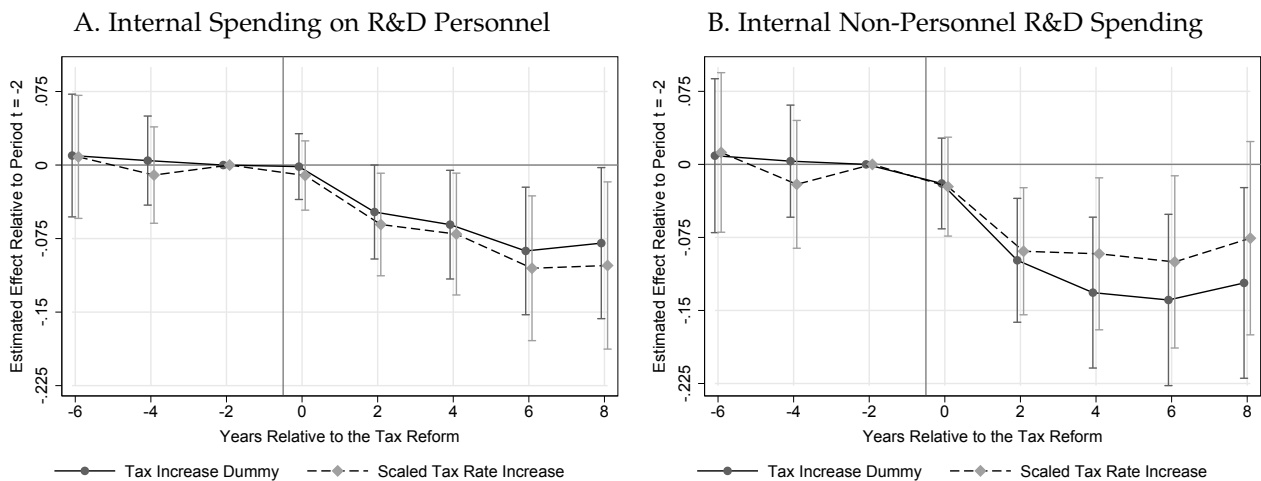 A. Internal Spending on R&D Personnel
Estimated Effect Relative to Period t = -2
.075
0
-.075
-.15
-.225
-6 -4 -2 0 2 4 6 8
Years Relative to the Tax Reform
Tax Increase Dummy Scaled Tax Rate Increase
B. Internal Non-Personnel R&D Spending
Estimated Effect Relative to Period t = -2
.075
0
-.075
-.15
-.225
-6 -4 -2 0 2 4 6 8
Years Relative to the Tax Reform
Tax Increase Dummy Scaled Tax Rate Increase